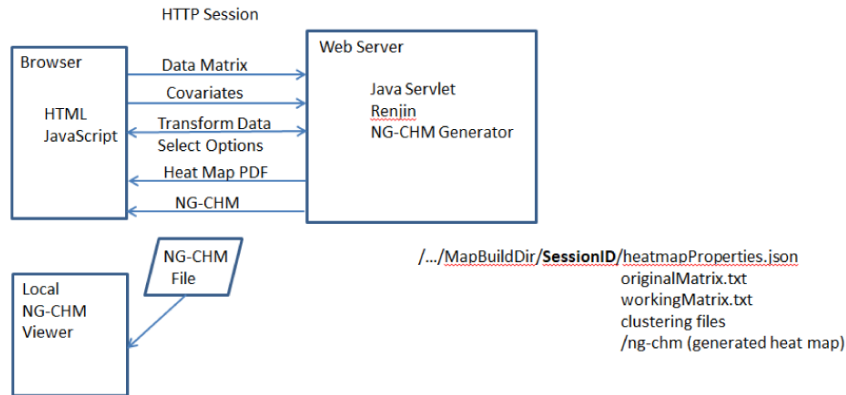 HTTP Session
Browser
HTML
JavaScript
Data Matrix
Covariates
Transform Data
Select Options
Heat Map PDF
NG-CHM
Web Server
Java Servlet
Renjin
NG-CHM Generator
NG-CHM
File
Local
NG-CHM
Viewer
/.../MapBuildDir/SessionID/heatmapProperties.json
originalMatrix.txt
workingMatrix.txt
clustering files
/ng-chm (generated heat map)